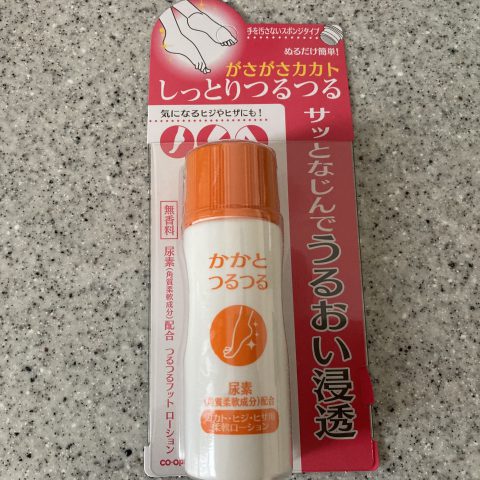 手を汚さないスポンジタイプ
ぬるだけ簡単!
がさがさカカト
しっとりつるつる
気になるヒジやヒザにも!
サッとなじんでうるおい浸透
無香料
尿素(角質柔軟成分)配合 つるつるフット ローション
CO-OP
かかと
つるつる
尿素
(角質柔軟成分)配合
カカト・ヒジ・ヒザ用
柔軟ローション